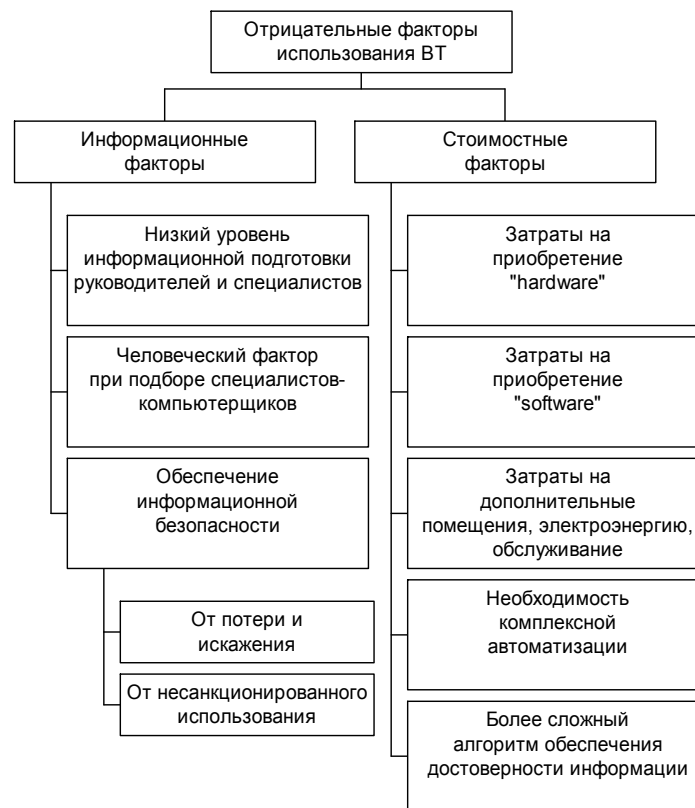 Отрицательные факторы
использования ВТ
Информационные
факторы
Низкий уровень
информационной подготовки
руководителей и специалистов
Человеческий фактор
при подборе специалистов-
компьютерщиков
Обеспечение
информационной
безопасности
От потери и
искажения
От несанкционированного
использования
Стоимостные
факторы
Затраты на
приобретение
"hardware"
Затраты на
приобретение
"software"
Затраты на
дополнительные
помещения, электроэнергию,
обслуживание
Необходимость
комплексной
автоматизации
Более сложный
алгоритм обеспечения
достоверности информации